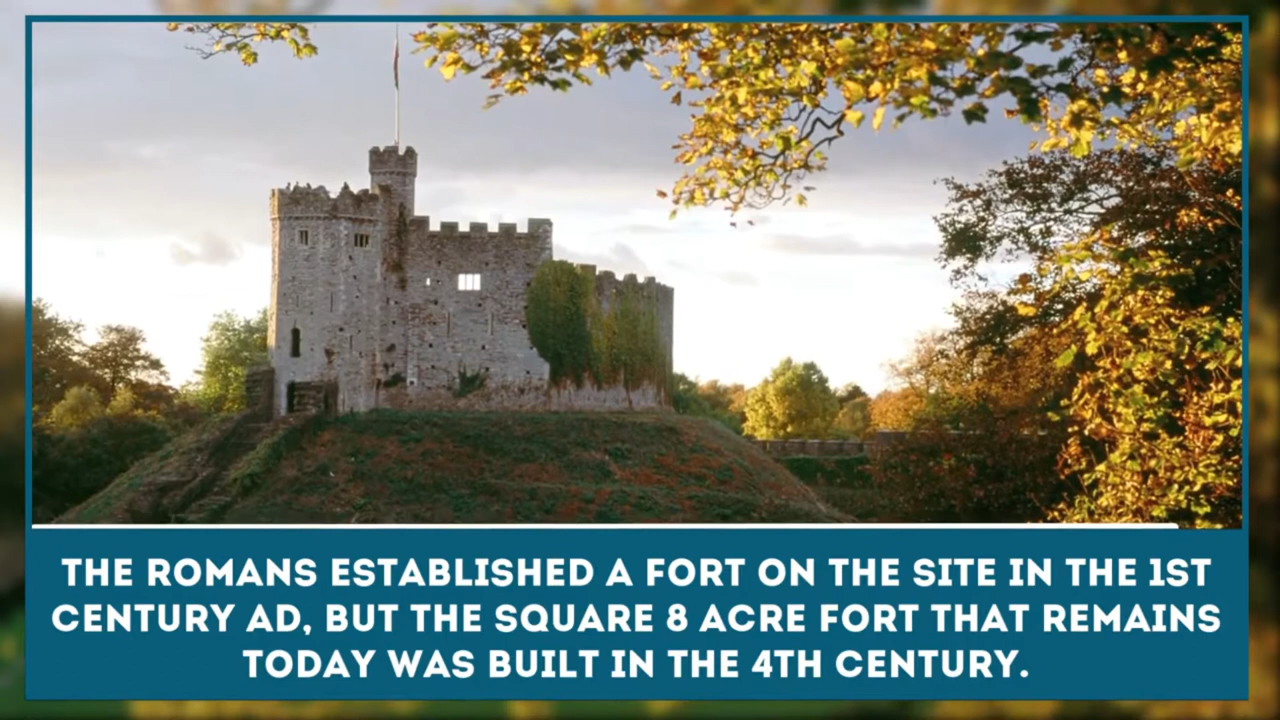 THE ROMANS ESTABLISHED A FORT ON THE SITE IN THE 1ST
CENTURY AD, BUT THE SQUARE 8 ACRE FORT THAT REMAINS
TODAY WAS BUILT IN THE 4TH CENTURY.